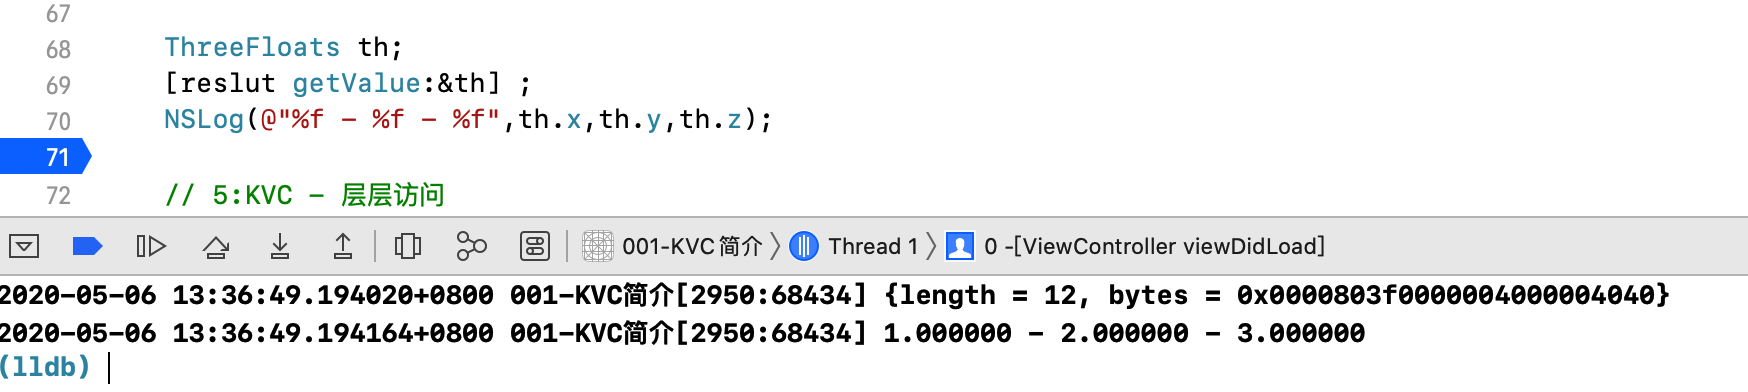 67
68 ThreeFloats th;
69 [reslut getValue:&th] ;
70 NSLog(@"%f - %f - %f",th.x,th.y,th.z);
71
72 // 5:KVC - 层层访问
001-KVC简介 〉 Thread 1 〉 0 -[ViewController viewDidLoad]
2020-05-06 13:36:49.194020+0800 001-KVC简介[2950:68434] {length = 12, bytes = 0x0000803f0000004000004040}
2020-05-06 13:36:49.194164+0800 001-KVC简介[2950:68434] 1.000000 - 2.000000 - 3.000000
(lldb)